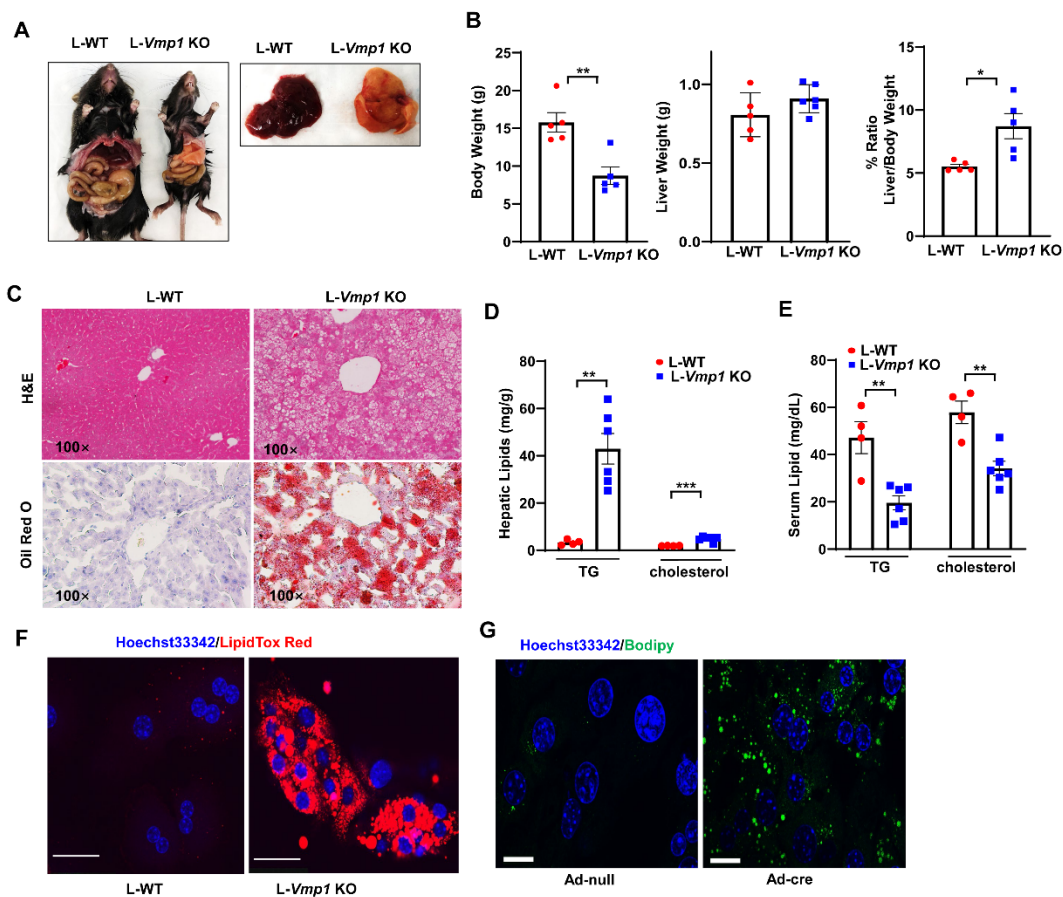 A
L-WT L-Vmp1 KO
L-WT L-Vmp1 KO
B
Body Weight (g)
25
20
15
10
5
0
**
L-WT L-Vmp1 KO
Liver Weight (g)
1.0
0.5
0.0
L-WT L-Vmp1 KO
% Ratio
Liver/Body Weight
15
10
5
0
*
L-WT L-Vmp1 KO
C
L-WT L-Vmp1 KO
H&E
100×
100×
Oil Red O
100×
100×
D
L-WT
L-Vmp1 KO
Hepatic Lipids (mg/g)
80
60
40
20
0
**
***
TG cholesterol
E
L-WT
L-Vmp1 KO
Serum Lipid (mg/dL)
80
60
40
20
0
**
**
TG cholesterol
F
Hoechst33342/LipidTox Red
L-WT L-Vmp1 KO
G
Hoechst33342/Bodipy
Ad-null Ad-cre